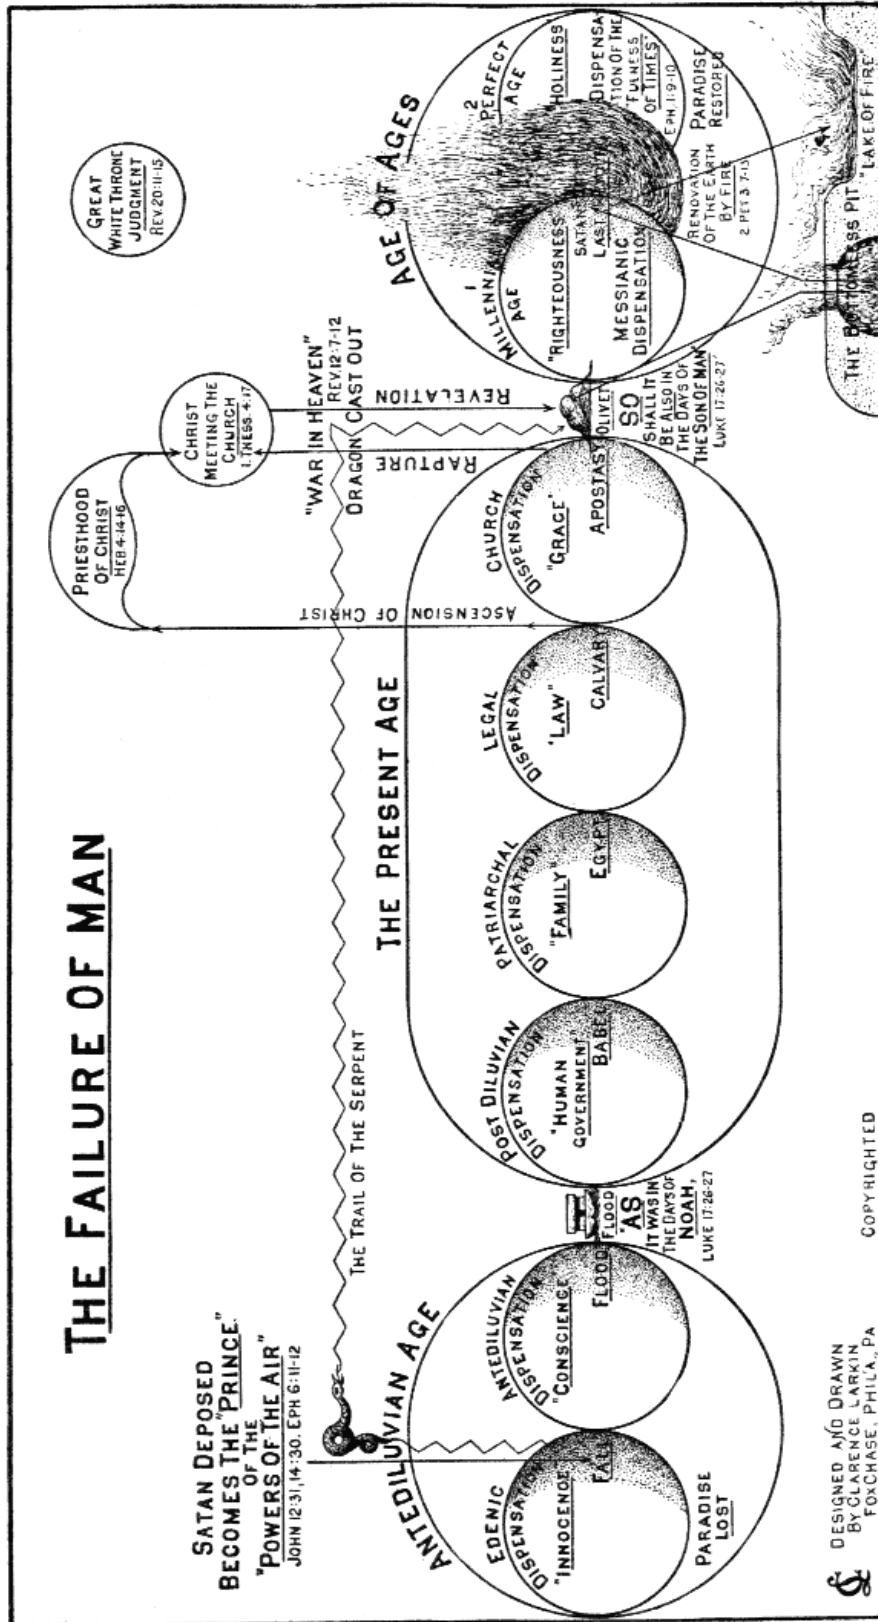 THE FAILURE OF MAN
SATAN DEPOSED
BECOMES THE "PRINCE"
OF THE
"POWERS OF THE AIR"
JOHN 12:31, 14:30. EPH 6:11-12
THE TRAIL OF THE SERPENT
PRIESTHOOD
OF CHRIST
HEB 4:14-16
CHRIST
MEETING THE
CHURCH
1. THESS. 4:17
GREAT
WHITE THRONE
JUDGMENT
REV. 20:11-15
"WAR IN HEAVEN"
REV. 12:7-12
DRAGON CAST OUT
ASCENSION OF CHRIST
RAPTURE
REVELATION
ANTEDILUVIAN AGE
EDENIC
DISPENSATION
"INNOCENCE"
FALL
PARADISE
LOST
ANTEDILUVIAN
DISPENSATION
"CONSCIENCE"
FLOOD
FLOOD
"AS
IT WAS IN
THE DAYS OF
NOAH,
LUKE 17:26-27
THE PRESENT AGE
POST DILUVIAN
DISPENSATION
"HUMAN
GOVERNMENT"
BABEL
PATRIARCHAL
DISPENSATION
"FAMILY"
EGYPT
LEGAL
DISPENSATION
"LAW"
CALVARY
CHURCH
DISPENSATION
"GRACE"
APOSTASY
OLIVET
SO
SHALL IT
BE ALSO IN
THE DAYS OF
THE SON OF MAN"
LUKE 17:26-27
AGE OF AGES
1
MILLENNIAL
AGE
"RIGHTEOUSNESS"
SATAN'S
LAST
MESSIANIC
DISPENSATION
RENOVATION
OF THE EARTH
BY FIRE
2. PET 3:7-13
2
PERFECT
AGE
"HOLINESS"
DISPENSA
TION OF THE
"FULNESS
OF TIMES"
EPH. 1:9-10
PARADISE
RESTORED
THE BOTTOMLESS PIT
"LAKE OF FIRE"
DESIGNED AND DRAWN
BY CLARENCE LARKIN
FOX CHASE, PHIL'A., PA
COPYRIGHTED